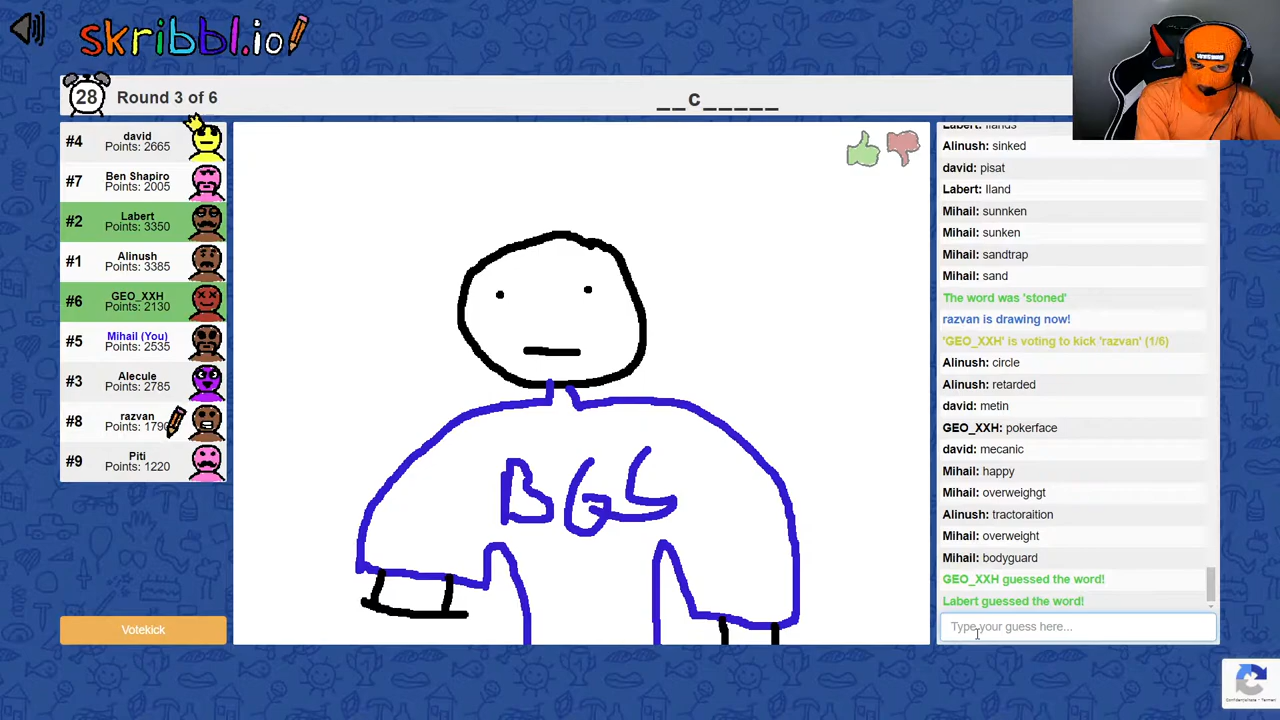 skribbl.io
28
Round 3 of 6
__c_____
#4
david
Points: 2665
#7
Ben Shapiro
Points: 2005
#2
Labert
Points: 3350
#1
Alinush
Points: 3385
#6
GEO_XXH
Points: 2130
#5
Mihail (You)
Points: 2535
#3
Alecule
Points: 2785
#8
razvan
Points: 1790
#9
Piti
Points: 1220
Votekick
BGS
Alinush: sinked
david: pisat
Labert: Iland
Mihail: sunnken
Mihail: sunken
Mihail: sandtrap
Mihail: sand
The word was 'stoned'
razvan is drawing now!
'GEO_XXH' is voting to kick 'razvan' (1/6)
Alinush: circle
Alinush: retarded
david: metin
GEO_XXH: pokerface
david: mecanic
Mihail: happy
Mihail: overweighgt
Alinush: tractoraition
Mihail: overweight
Mihail: bodyguard
GEO_XXH guessed the word!
Labert guessed the word!
Type your guess here...